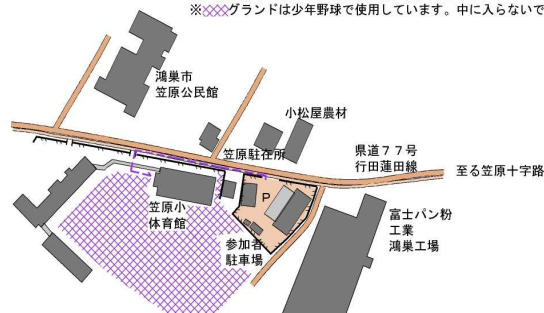 ※グランドは少年野球で使用しています。中に入らないで
鴻巣市
笠原公民館
小松屋農材
笠原駐在所
県道７７号
行田蓮田線
至る笠原十字路
P
笠原小
体育館
参加者
駐車場
富士パン粉
工業
鴻巣工場